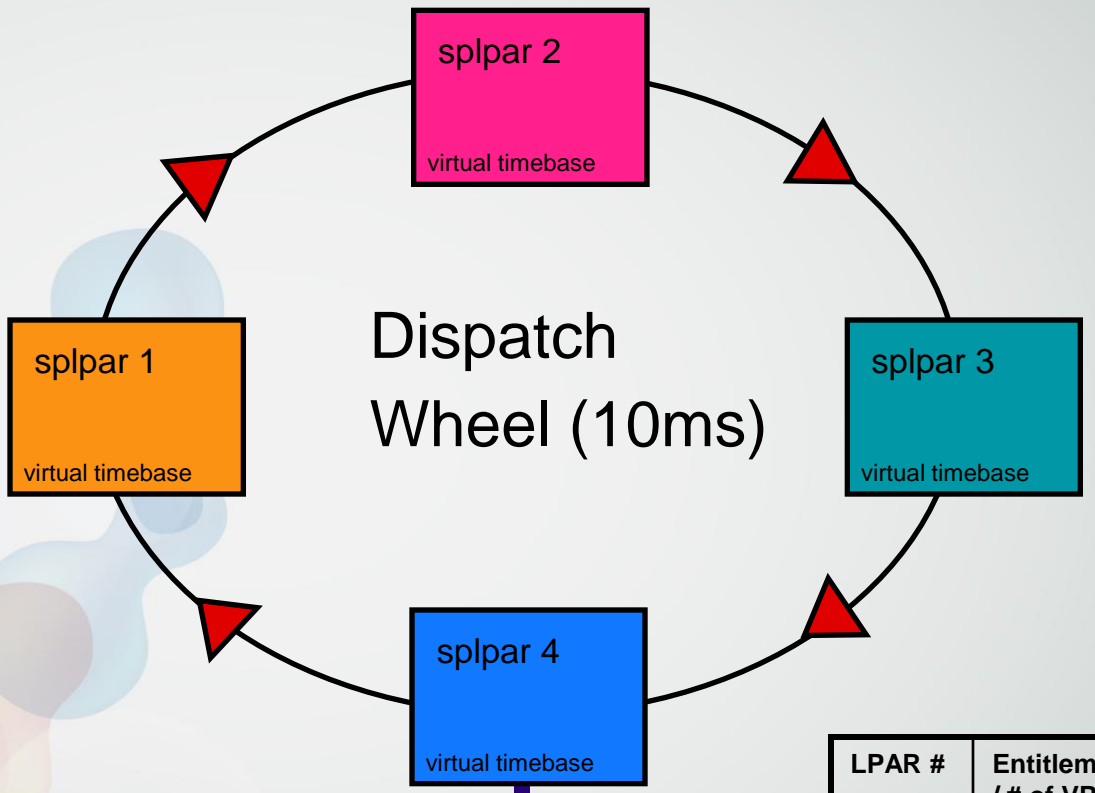 splpar 2
virtual timebase
splpar 1
virtual timebase
Dispatch
Wheel (10ms)
splpar 3
virtual timebase
splpar 4
virtual timebase
LPAR #